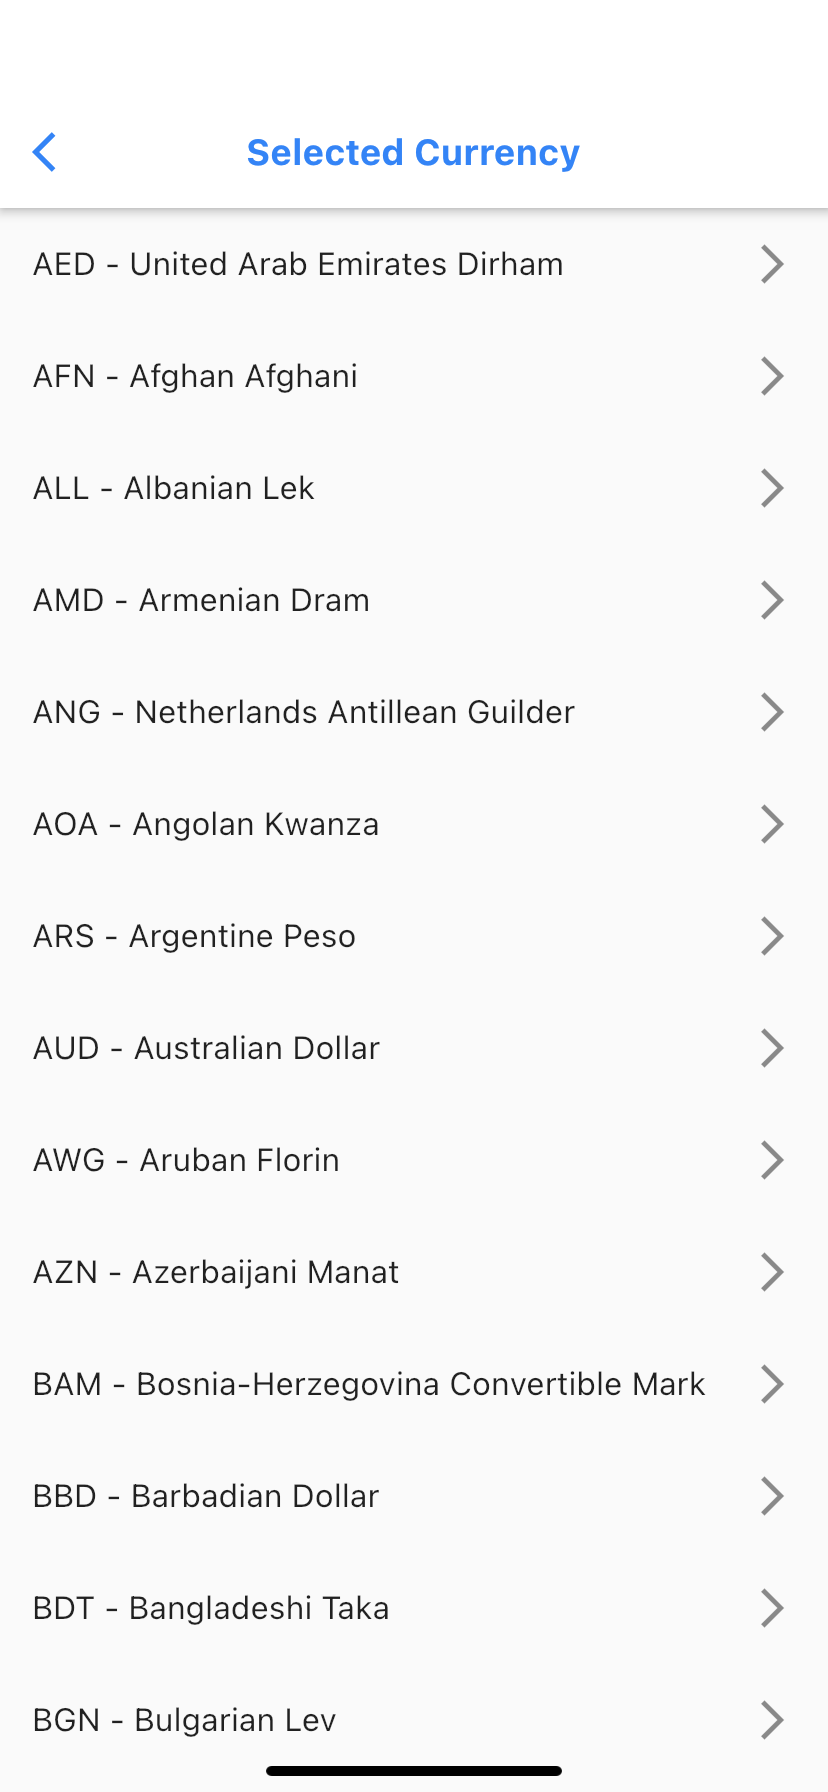 Selected Currency
AED - United Arab Emirates Dirham
AFN - Afghan Afghani
ALL - Albanian Lek
AMD - Armenian Dram
ANG - Netherlands Antillean Guilder
AOA - Angolan Kwanza
ARS - Argentine Peso
AUD - Australian Dollar
AWG - Aruban Florin
AZN - Azerbaijani Manat
BAM - Bosnia-Herzegovina Convertible Mark
BBD - Barbadian Dollar
BDT - Bangladeshi Taka
BGN - Bulgarian Lev